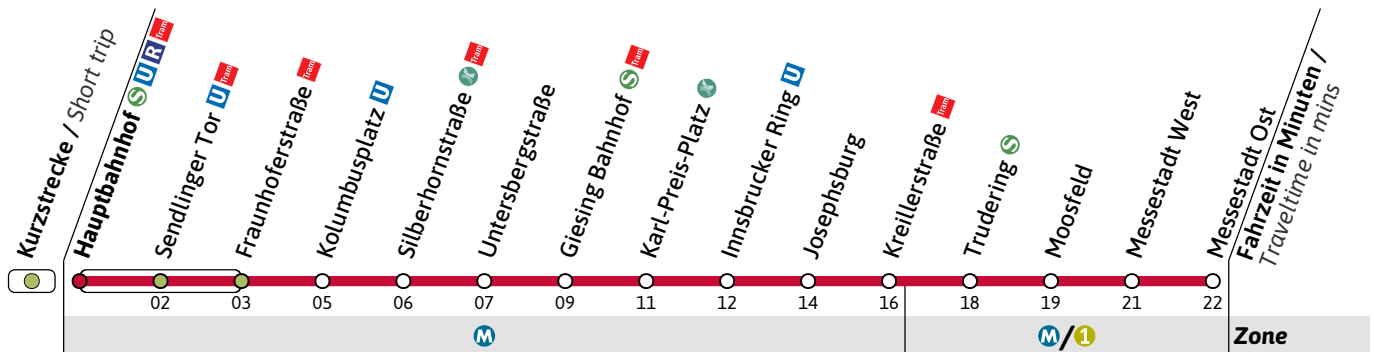 Kurzstrecke / Short trip
Hauptbahnhof S U R Tram
Sendlinger Tor U Tram
Fraunhoferstraße Tram
Kolumbusplatz U
Silberhornstraße X Tram
Untersbergstraße
Giesing Bahnhof S Tram
Karl-Preis-Platz X
Innsbrucker Ring U
Josephsburg
Kreillerstraße Tram
Trudering S
Moosfeld
Messestadt West
Messestadt Ost
Fahrzeit in Minuten /
Traveltime in mins
02 03 05 06 07 09 11 12 14 16 18 19 21 22
M M/1 Zone